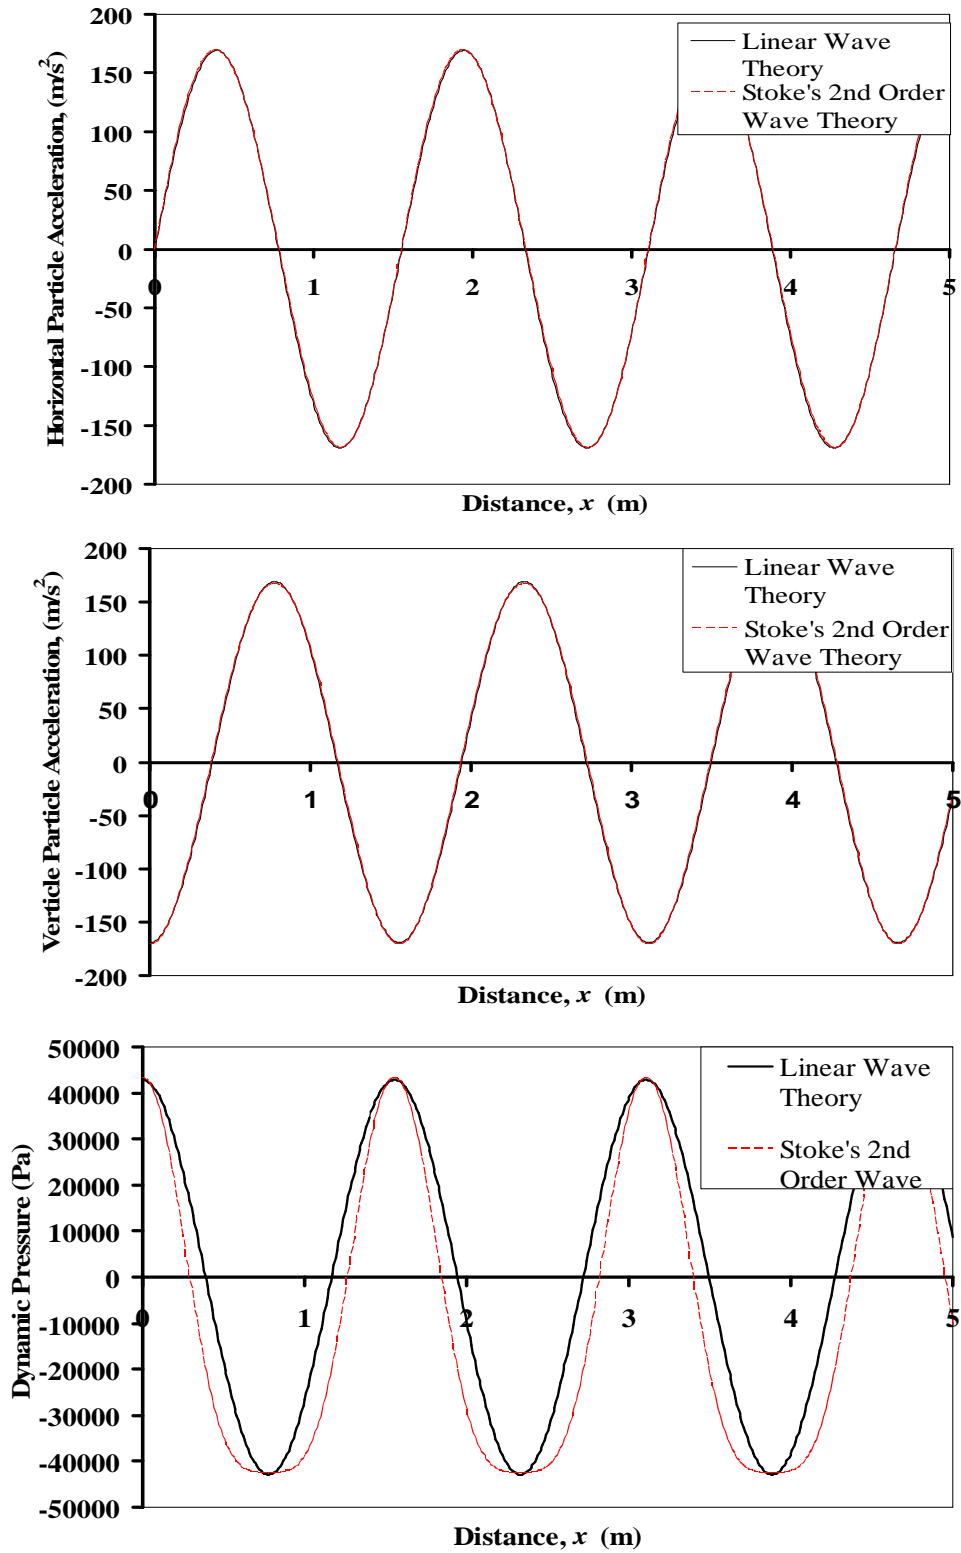 200
150
100
50
0
-50
-100
-150
-200
Horizontal Particle Acceleration, (m/s²)
0 1 2 3 4 5
Distance, x (m)
Linear Wave
Theory
Stoke's 2nd Order
Wave Theory
200
150
100
50
0
-50
-100
-150
-200
Verticle Particle Acceleration, (m/s²)
0 1 2 3 4 5
Distance, x (m)
Linear Wave
Theory
Stoke's 2nd Order
Wave Theory
50000
40000
30000
20000
10000
0
-10000
-20000
-30000
-40000
-50000
Dynamic Pressure (Pa)
0 1 2 3 4 5
Distance, x (m)
Linear Wave
Theory
Stoke's 2nd
Order Wave